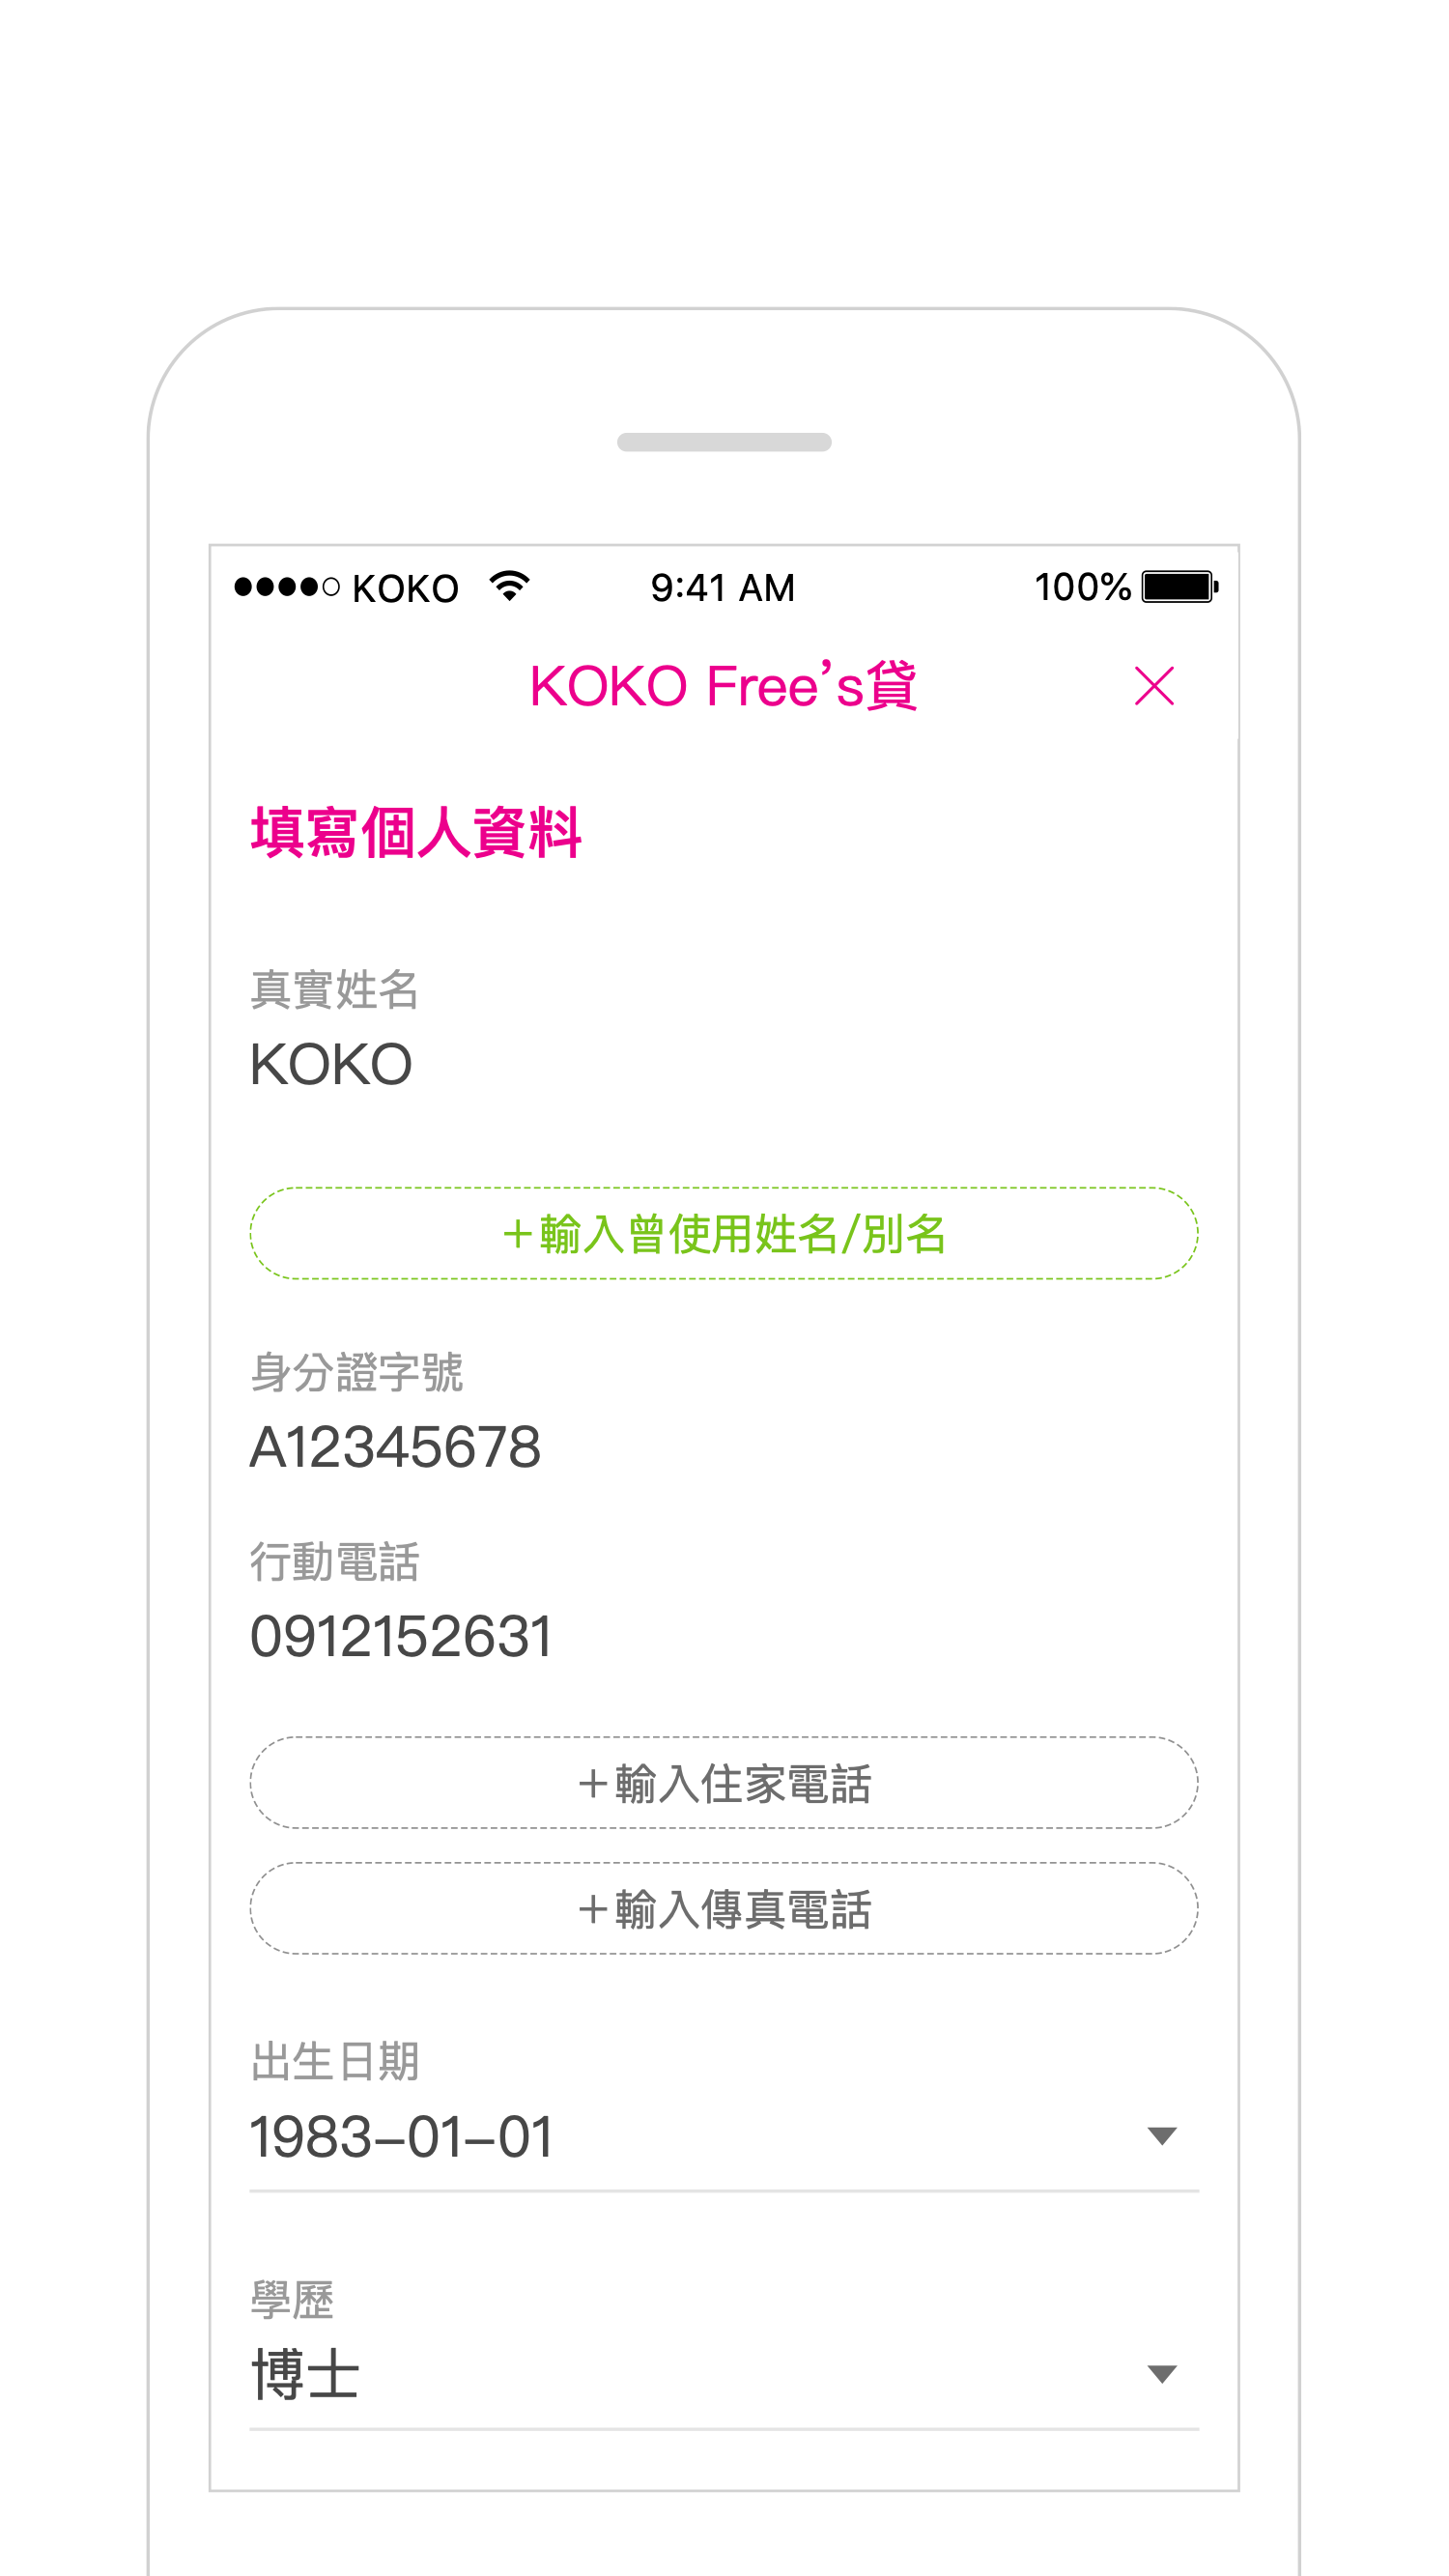 KOKO 9:41 AM 100%
KOKO Free’s貸
填寫個人資料
真實姓名
KOKO
＋輸入曾使用姓名/別名
身分證字號
A12345678
行動電話
0912152631
＋輸入住家電話
＋輸入傳真電話
出生日期
1983–01–01
學歷
博士